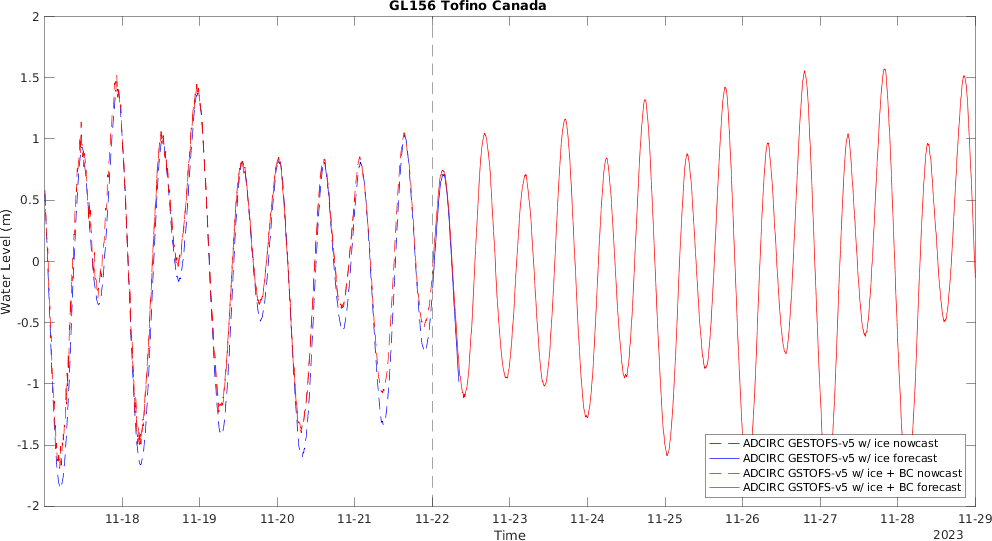 GL156 Tofino Canada
2
1.5
1
0.5
0
-0.5
-1
-1.5
-2
Water Level (m)
ADCIRC GESTOFS-v5 w/ ice nowcast
ADCIRC GESTOFS-v5 w/ ice forecast
ADCIRC GSTOFS-v5 w/ ice + BC nowcast
ADCIRC GSTOFS-v5 w/ ice + BC forecast
11-18 11-19 11-20 11-21 11-22 11-23 11-24 11-25 11-26 11-27 11-28 11-29
Time
2023